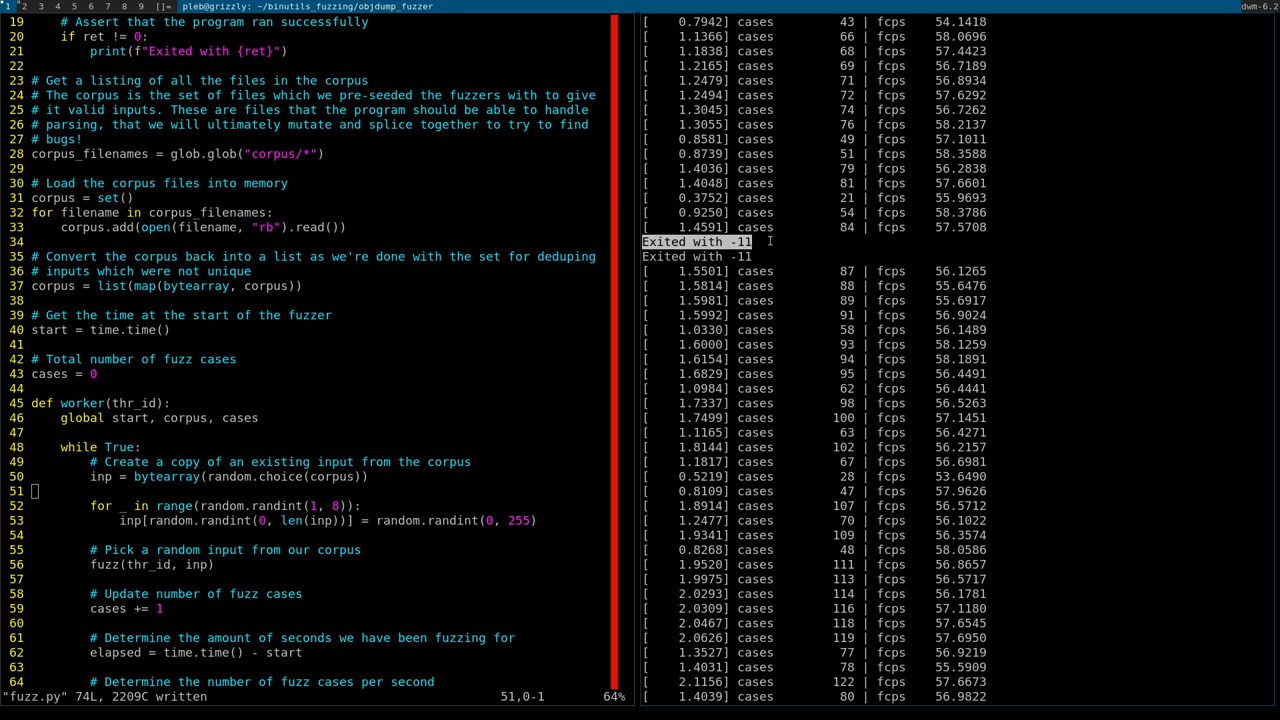 1 2 3 4 5 6 7 8 9 []= pleb@grizzly: ~/binutils_fuzzing/objdump_fuzzer dwm-6.2
19     # Assert that the program ran successfully
20     if ret != 0:
21         print(f"Exited with {ret}")
22
23 # Get a listing of all the files in the corpus
24 # The corpus is the set of files which we pre-seeded the fuzzers with to give
25 # it valid inputs. These are files that the program should be able to handle
26 # parsing, that we will ultimately mutate and splice together to try to find
27 # bugs!
28 corpus_filenames = glob.glob("corpus/*")
29
30 # Load the corpus files into memory
31 corpus = set()
32 for filename in corpus_filenames:
33     corpus.add(open(filename, "rb").read())
34
35 # Convert the corpus back into a list as we're done with the set for deduping
36 # inputs which were not unique
37 corpus = list(map(bytearray, corpus))
38
39 # Get the time at the start of the fuzzer
40 start = time.time()
41
42 # Total number of fuzz cases
43 cases = 0
44
45 def worker(thr_id):
46     global start, corpus, cases
47
48     while True:
49         # Create a copy of an existing input from the corpus
50         inp = bytearray(random.choice(corpus))
51
52         for _ in range(random.randint(1, 8)):
53             inp[random.randint(0, len(inp))] = random.randint(0, 255)
54
55         # Pick a random input from our corpus
56         fuzz(thr_id, inp)
57
58         # Update number of fuzz cases
59         cases += 1
60
61         # Determine the amount of seconds we have been fuzzing for
62         elapsed = time.time() - start
63
64         # Determine the number of fuzz cases per second
"fuzz.py" 74L, 2209C written 51,0-1 64%
[    0.7942] cases         43 | fcps    54.1418
[    1.1366] cases         66 | fcps    58.0696
[    1.1838] cases         68 | fcps    57.4423
[    1.2165] cases         69 | fcps    56.7189
[    1.2479] cases         71 | fcps    56.8934
[    1.2494] cases         72 | fcps    57.6292
[    1.3045] cases         74 | fcps    56.7262
[    1.3055] cases         76 | fcps    58.2137
[    0.8581] cases         49 | fcps    57.1011
[    0.8739] cases         51 | fcps    58.3588
[    1.4036] cases         79 | fcps    56.2838
[    1.4048] cases         81 | fcps    57.6601
[    0.3752] cases         21 | fcps    55.9693
[    0.9250] cases         54 | fcps    58.3786
[    1.4591] cases         84 | fcps    57.5708
Exited with -11
Exited with -11
[    1.5501] cases         87 | fcps    56.1265
[    1.5814] cases         88 | fcps    55.6476
[    1.5981] cases         89 | fcps    55.6917
[    1.5992] cases         91 | fcps    56.9024
[    1.0330] cases         58 | fcps    56.1489
[    1.6000] cases         93 | fcps    58.1259
[    1.6154] cases         94 | fcps    58.1891
[    1.6829] cases         95 | fcps    56.4491
[    1.0984] cases         62 | fcps    56.4441
[    1.7337] cases         98 | fcps    56.5263
[    1.7499] cases        100 | fcps    57.1451
[    1.1165] cases         63 | fcps    56.4271
[    1.8144] cases        102 | fcps    56.2157
[    1.1817] cases         67 | fcps    56.6981
[    0.5219] cases         28 | fcps    53.6490
[    0.8109] cases         47 | fcps    57.9626
[    1.8914] cases        107 | fcps    56.5712
[    1.2477] cases         70 | fcps    56.1022
[    1.9341] cases        109 | fcps    56.3574
[    0.8268] cases         48 | fcps    58.0586
[    1.9520] cases        111 | fcps    56.8657
[    1.9975] cases        113 | fcps    56.5717
[    2.0293] cases        114 | fcps    56.1781
[    2.0309] cases        116 | fcps    57.1180
[    2.0467] cases        118 | fcps    57.6545
[    2.0626] cases        119 | fcps    57.6950
[    1.3527] cases         77 | fcps    56.9219
[    1.4031] cases         78 | fcps    55.5909
[    2.1156] cases        122 | fcps    57.6673
[    1.4039] cases         80 | fcps    56.9822